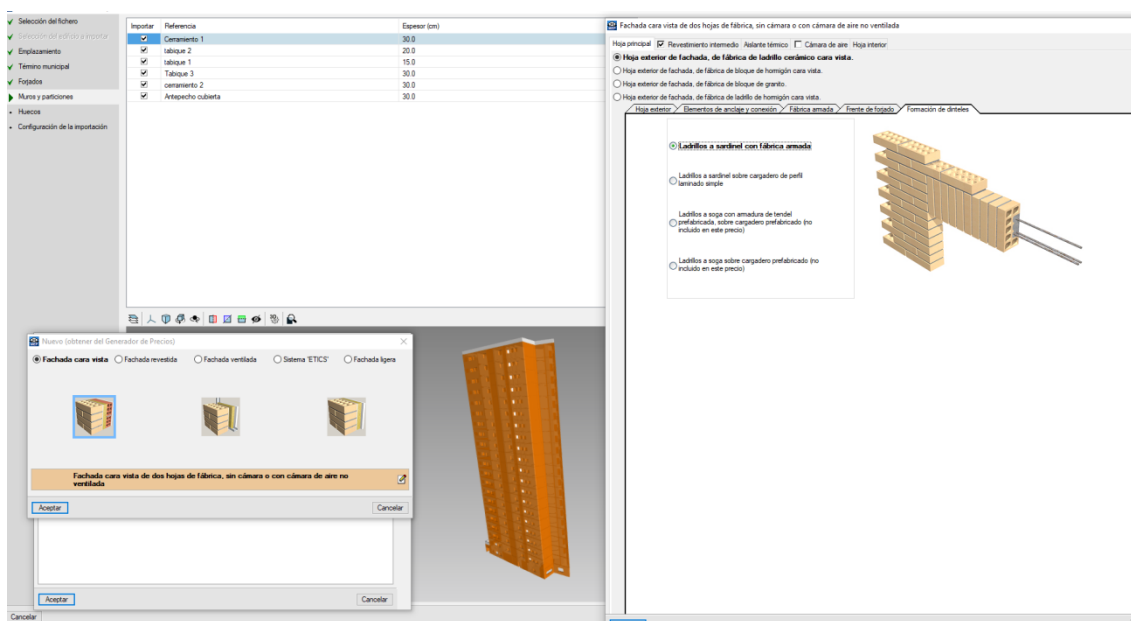 Selección del fichero
Selección del edificio a importar
Emplazamiento
Término municipal
Forjados
Muros y particiones
Huecos
Configuración de la importación
Cancelar
Importar Referencia Espesor (cm)
Cerramiento 1 30.0
tabique 2 20.0
tabique 1 15.0
Tabique 3 30.0
cerramiento 2 30.0
Antepecho cubierta 30.0
Nuevo (obtener del Generador de Precios)
Fachada cara vista Fachada revestida Fachada ventilada Sistema 'ETICS' Fachada ligera
Fachada cara vista de dos hojas de fábrica, sin cámara o con cámara de aire no
ventilada
Aceptar Cancelar
Aceptar Cancelar
Fachada cara vista de dos hojas de fábrica, sin cámara o con cámara de aire no ventilada
Hoja principal Revestimiento intermedio Aislante térmico Cámara de aire Hoja interior
Hoja exterior de fachada, de fábrica de ladrillo cerámico cara vista.
Hoja exterior de fachada, de fábrica de bloque de hormigón cara vista.
Hoja exterior de fachada, de fábrica de bloque de granito.
Hoja exterior de fachada, de fábrica de ladrillo de hormigón cara vista.
Hoja exterior Elementos de anclaje y conexión Fábrica armada Frente de forjado Formación de dinteles
Ladrillos a sardinel con fábrica armada
Ladrillos a sardinel sobre cargadero de perfil
laminado simple
Ladrillos a soga con armadura de tendel
prefabricada, sobre cargadero prefabricado (no
incluido en este precio)
Ladrillos a soga sobre cargadero prefabricado (no
incluido en este precio)